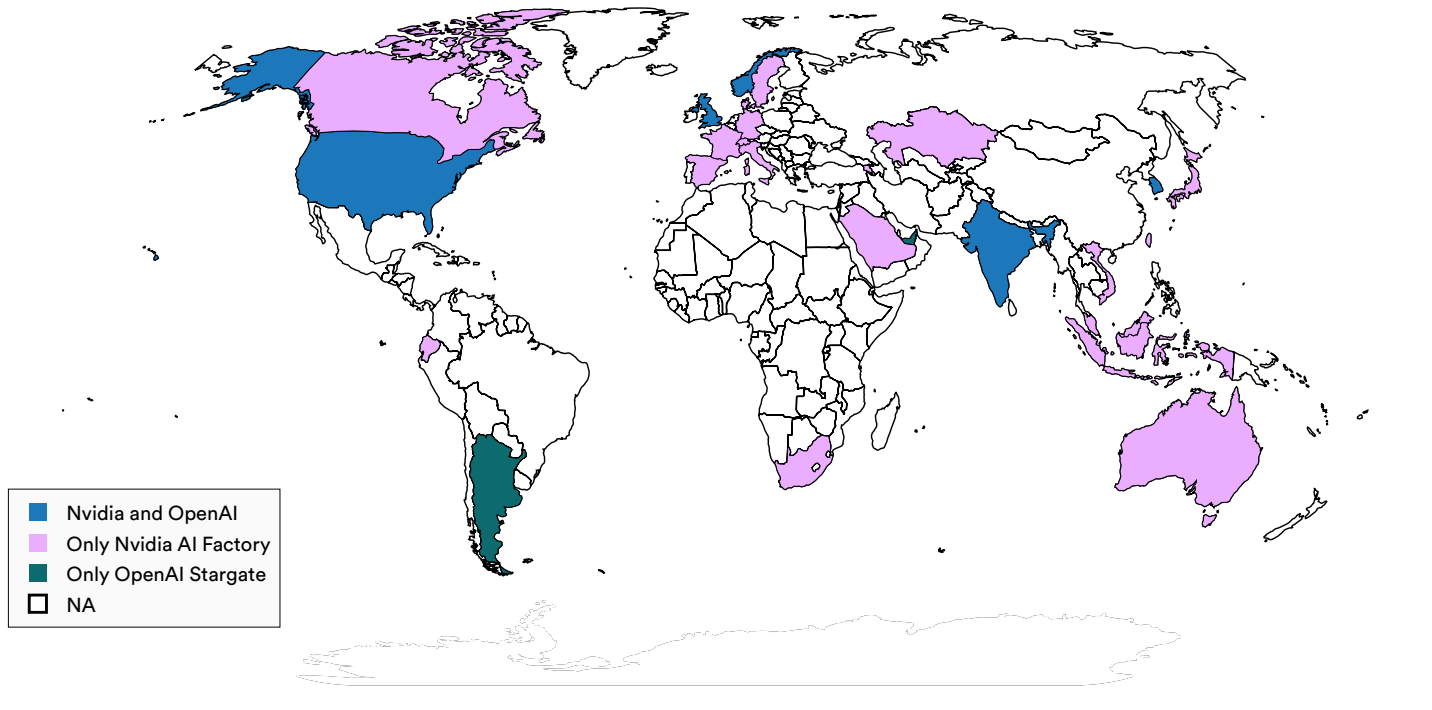 Nvidia and OpenAI
Only Nvidia AI Factory
Only OpenAI Stargate
NA